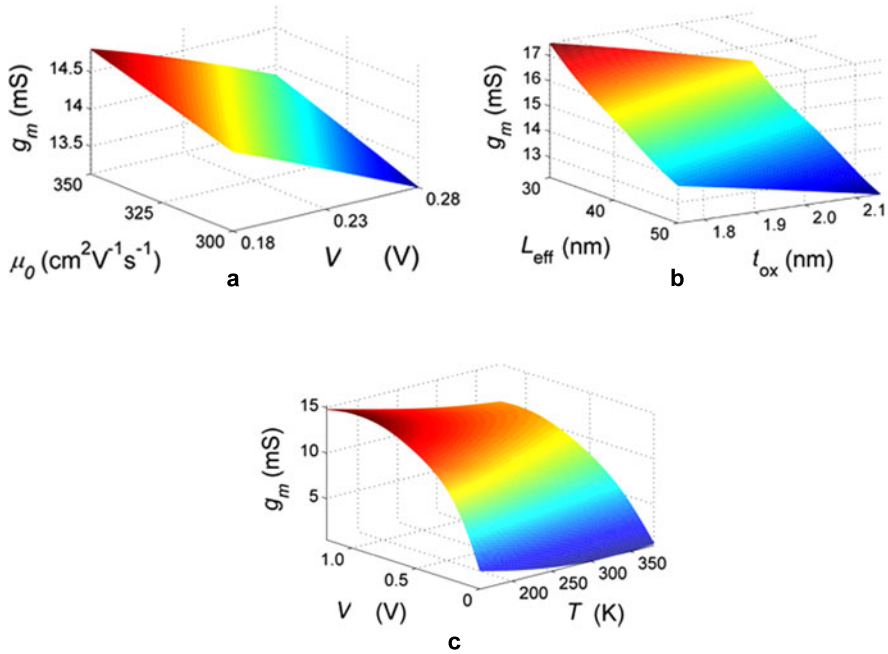 14.5
14
13.5
g_m (mS)
350
325
300
0.18
0.23
0.28
μ_0 (cm²V⁻¹s⁻¹)
V (V)
a
17
16
15
14
13
g_m (mS)
30
40
50
1.8
1.9
2.0
2.1
L_eff (nm)
t_ox (nm)
b
15
10
5
g_m (mS)
1.0
0.5
0
200
250
300
350
V (V)
T (K)
c